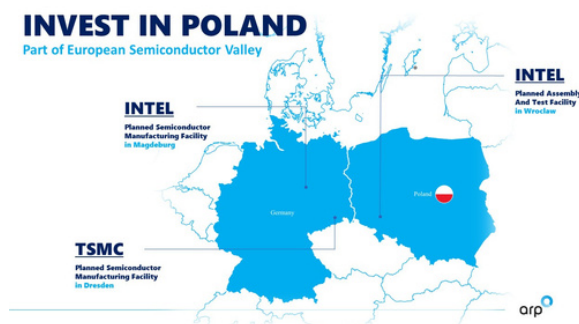 INVEST IN POLAND
Part of European Semiconductor Valley
INTEL
Planned Assembly
And Test Facility
in Wroclaw
INTEL
Planned Semiconductor
Manufacturing Facility
in Magdeburg
Poland
Germany
TSMC
Planned Semiconductor
Manufacturing Facility
in Dresden
arp